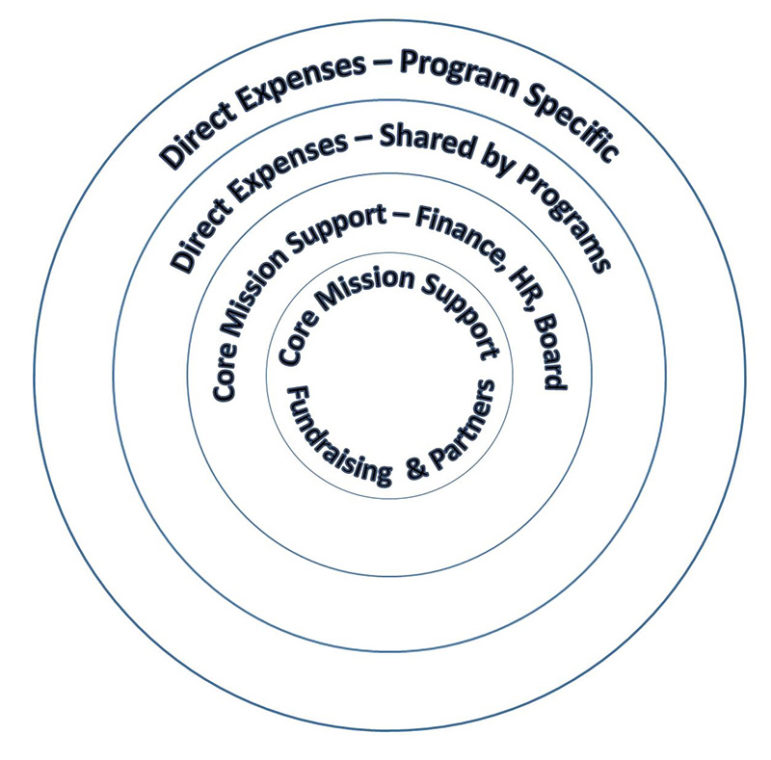 Direct Expenses – Program Specific
Direct Expenses – Shared by Programs
Core Mission Support – Finance, HR, Board
Core Mission Support
Fundraising & Partners